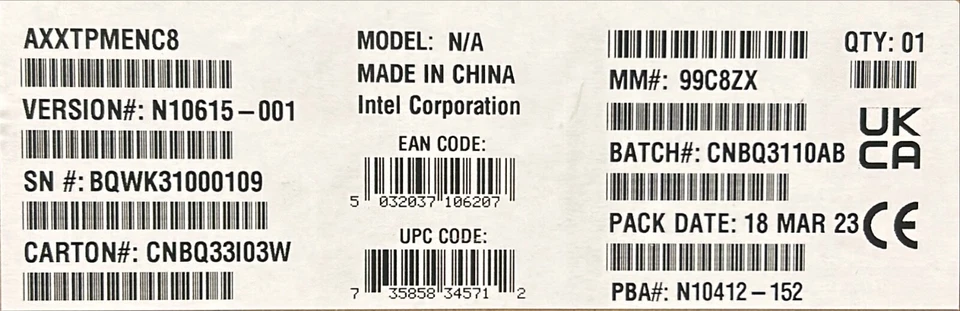 AXXTPMENC8
VERSION#: N10615-001
SN #: BQWK31000109
CARTON#: CNBQ33I03W
MODEL: N/A
MADE IN CHINA
Intel Corporation
EAN CODE:
5 032037 106207
UPC CODE:
7 35858 34571 2
MM#: 99C8ZX
BATCH#: CNBQ3110AB
PACK DATE: 18 MAR 23
PBA#: N10412-152
QTY: 01
UK
CA
CE